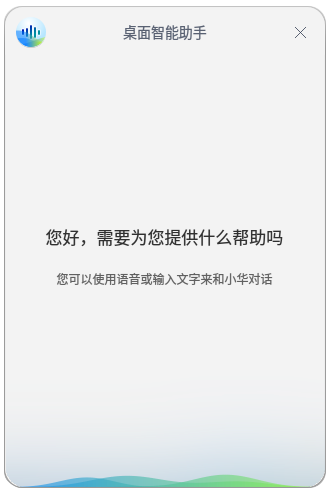 桌面智能助手
您好，需要为您提供什么帮助吗
您可以使用语音或输入文字来和小华对话